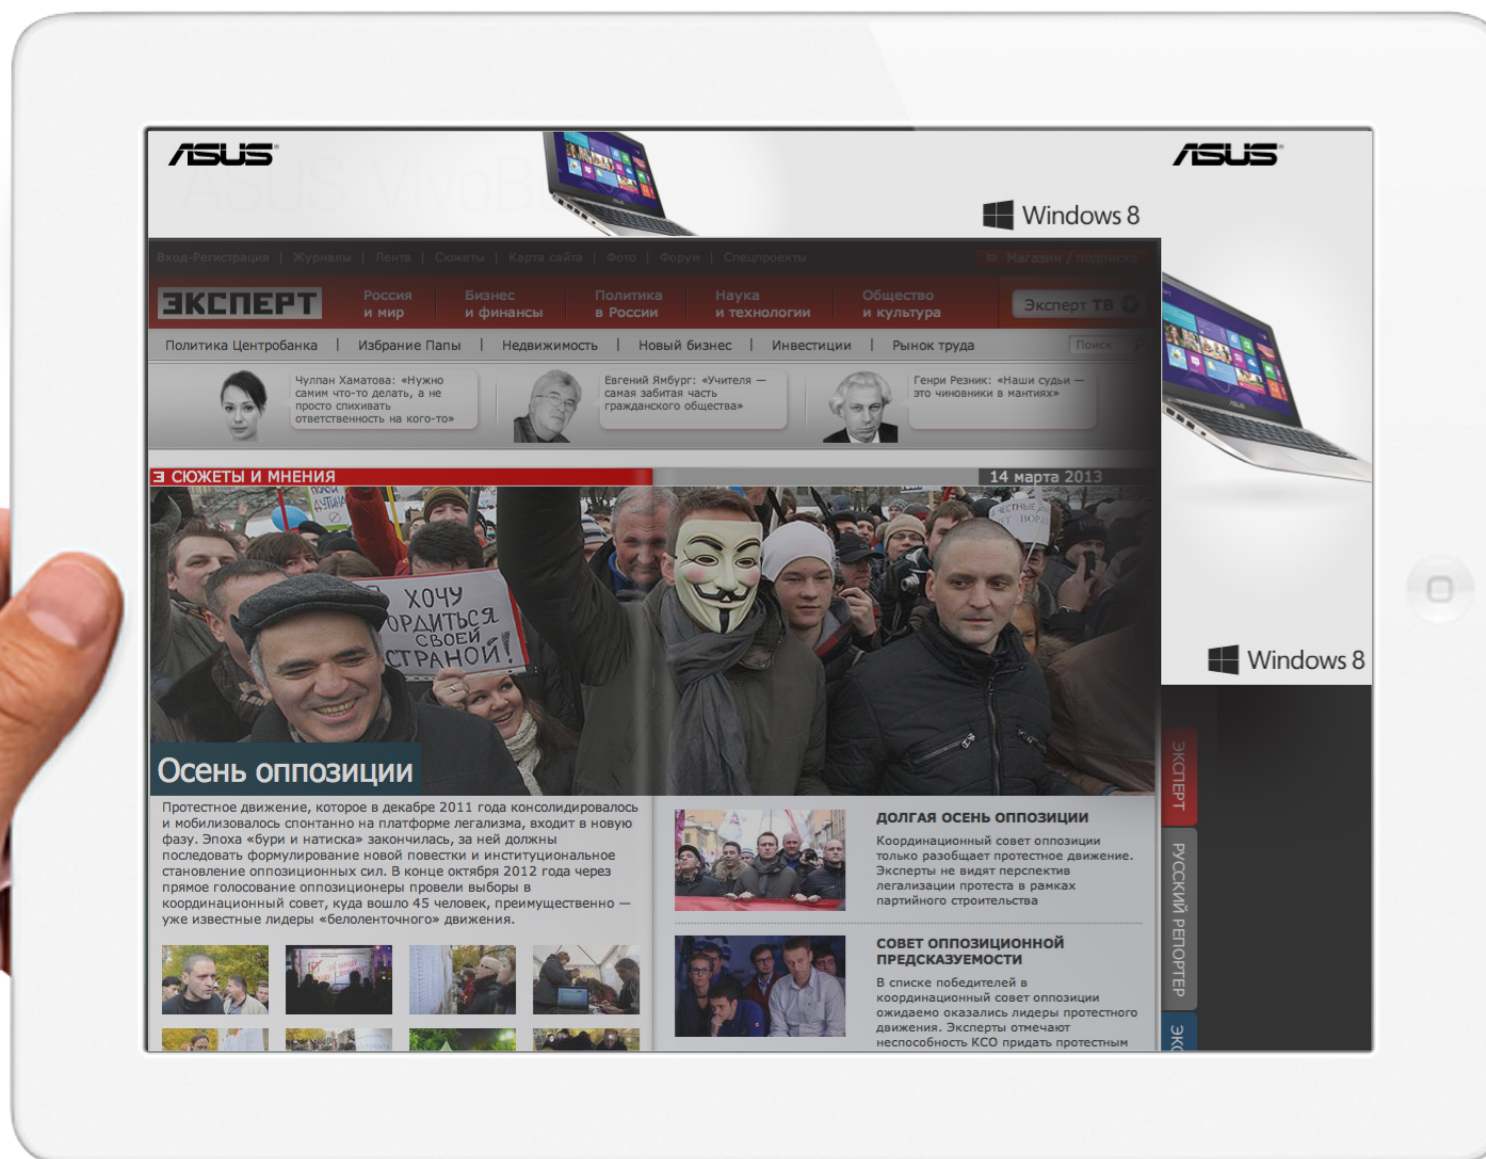 ASUS
ASUS VivoB
Windows 8
ASUS
Windows 8
Вход-Регистрация | Журналы | Лента | Сюжеты | Карта сайта | Фото | Форум | Спецпроекты
Магазин / подписка
ЭКСПЕРТ
Россия
и мир
Бизнес
и финансы
Политика
в России
Наука
и технологии
Общество
и культура
Эксперт ТВ
Политика Центробанка | Избрание Папы | Недвижимость | Новый бизнес | Инвестиции | Рынок труда
Поиск
Чулпан Хаматова: «Нужно
самим что-то делать, а не
просто спихивать
ответственность на кого-то»
Евгений Ямбург: «Учителя —
самая забитая часть
гражданского общества»
Генри Резник: «Наши судьи —
это чиновники в мантиях»
Э СЮЖЕТЫ И МНЕНИЯ
14 марта 2013
ХОЧУ
ОРДИТЬСЯ
СВОЕЙ
СТРАНОЙ!
Осень оппозиции
Протестное движение, которое в декабре 2011 года консолидировалось
и мобилизовалось спонтанно на платформе легализма, входит в новую
фазу. Эпоха «бури и натиска» закончилась, за ней должны
последовать формулирование новой повестки и институциональное
становление оппозиционных сил. В конце октября 2012 года через
прямое голосование оппозиционеры провели выборы в
координационный совет, куда вошло 45 человек, преимущественно —
уже известные лидеры «белоленточного» движения.
ДОЛГАЯ ОСЕНЬ ОППОЗИЦИИ
Координационный совет оппозиции
только разобщает протестное движение.
Эксперты не видят перспектив
легализации протеста в рамках
партийного строительства
СОВЕТ ОППОЗИЦИОННОЙ
ПРЕДСКАЗУЕМОСТИ
В списке победителей в
координационный совет оппозиции
ожидаемо оказались лидеры протестного
движения. Эксперты отмечают
неспособность КСО придать протестным
ЭКСПЕРТ
РУССКИЙ РЕПОРТЕР
ЭКС